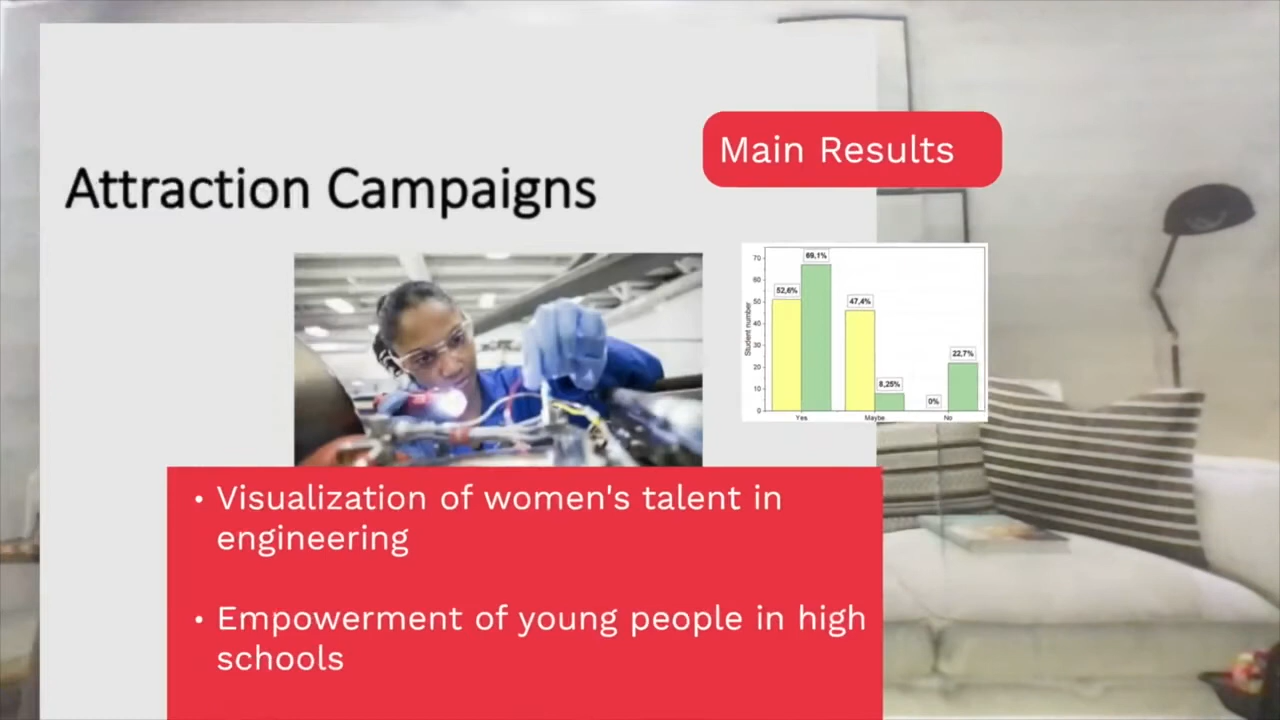 Main Results
Attraction Campaigns
Student number
70
60
50
40
30
20
10
0
52,6%
69,1%
47,4%
8,25%
0%
22,7%
Yes
Maybe
No
• Visualization of women's talent in
engineering
• Empowerment of young people in high
schools